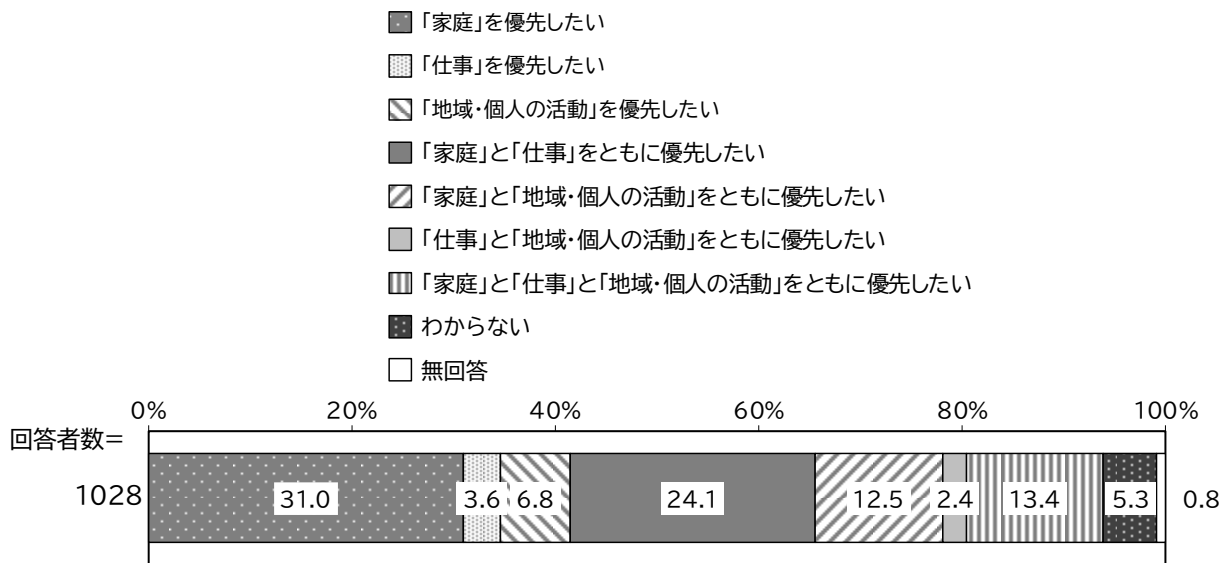 「家庭」を優先したい
「仕事」を優先したい
「地域・個人の活動」を優先したい
「家庭」と「仕事」をともに優先したい
「家庭」と「地域・個人の活動」をともに優先したい
「仕事」と「地域・個人の活動」をともに優先したい
「家庭」と「仕事」と「地域・個人の活動」をともに優先したい
わからない
無回答
0% 20% 40% 60% 80% 100%
回答者数=
1028 31.0 3.6 6.8 24.1 12.5 2.4 13.4 5.3 0.8